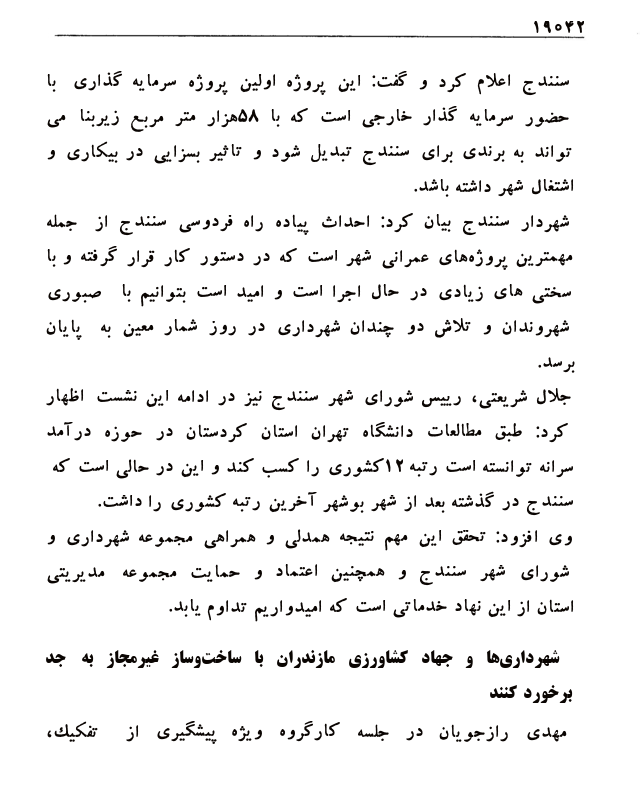 ۱۹۰۴۲
سنندج اعلام کرد و گفت: این پروژه اولین پروژه سرمایه گذاری با
حضور سرمایه گذار خارجی است که با ۵۸هزار متر مربع زیربنا می
تواند به برندی برای سنندج تبدیل شود و تاثیر بسزایی در بیکاری و
اشتغال شهر داشته باشد.
شهردار سنندج بیان کرد: احداث پیاده راه فردوسی سنندج از جمله
مهمترین پروژه‌های عمرانی شهر است که در دستور کار قرار گرفته و با
سختی های زیادی در حال اجرا است و امید است بتوانیم با صبوری
شهروندان و تلاش دو چندان شهرداری در روز شمار معین به پایان
برسد.
جلال شریعتی، رییس شورای شهر سنندج نیز در ادامه این نشست اظهار
کرد: طبق مطالعات دانشگاه تهران استان کردستان در حوزه درآمد
سرانه توانسته است رتبه ۱۲کشوری را کسب کند و این در حالی است که
سنندج در گذشته بعد از شهر بوشهر آخرین رتبه کشوری را داشت.
وی افزود: تحقق این مهم نتیجه همدلی و همراهی مجموعه شهرداری و
شورای شهر سنندج و همچنین اعتماد و حمایت مجموعه مدیریتی
استان از این نهاد خدماتی است که امیدواریم تداوم یابد.
شهرداری‌ها و جهاد کشاورزی مازندران با ساخت‌وساز غیرمجاز به جد
برخورد کنند
مهدی رازجویان در جلسه کارگروه ویژه پیشگیری از تفکیک،